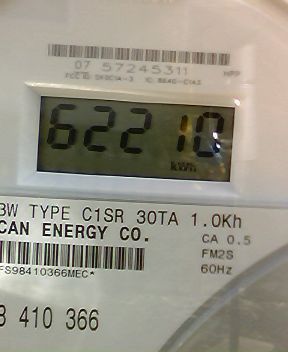 07 57245311
62210
kWh
3W TYPE C1SR 30TA 1.0Kh
CAN ENERGY CO.
CA 0.5
FM2S
60Hz
FS98410366MEC*
8 410 366